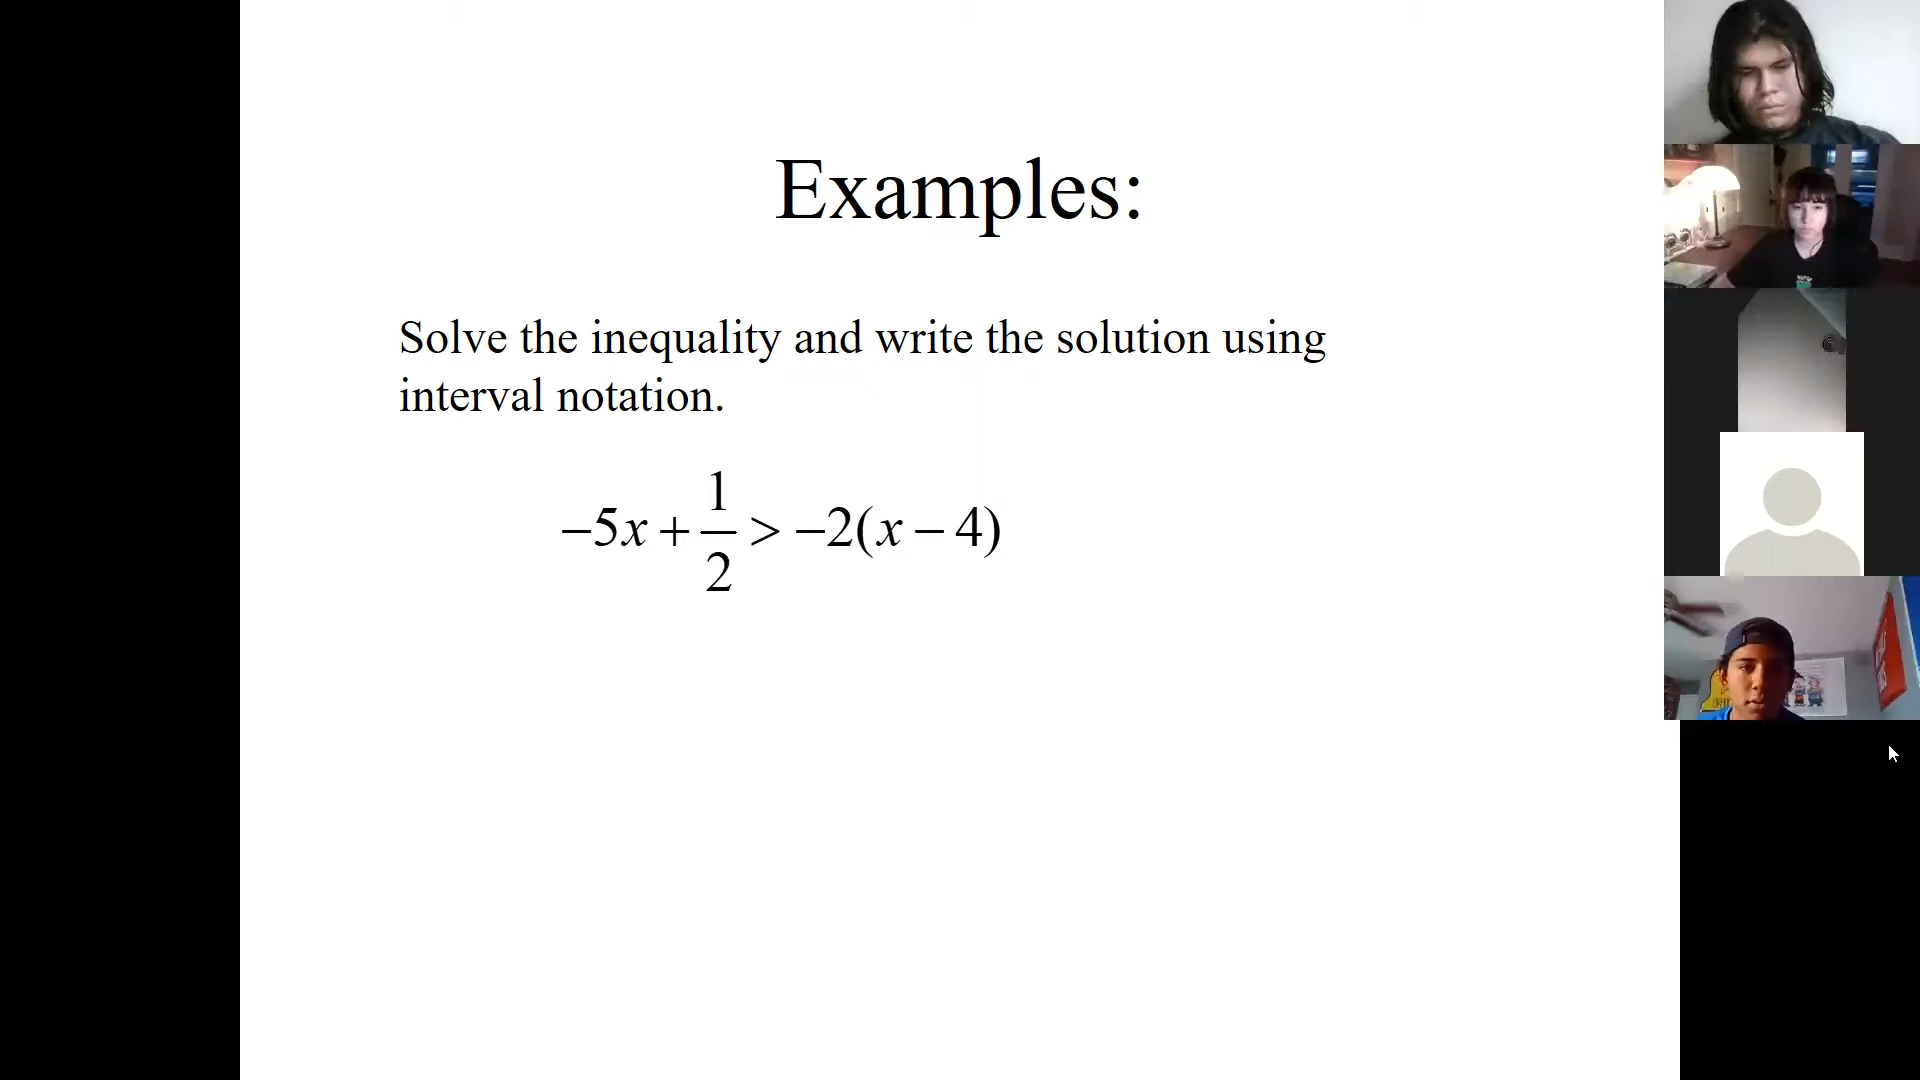 Examples:
Solve the inequality and write the solution using
interval notation.
−5x + 1/2 > −2(x − 4)